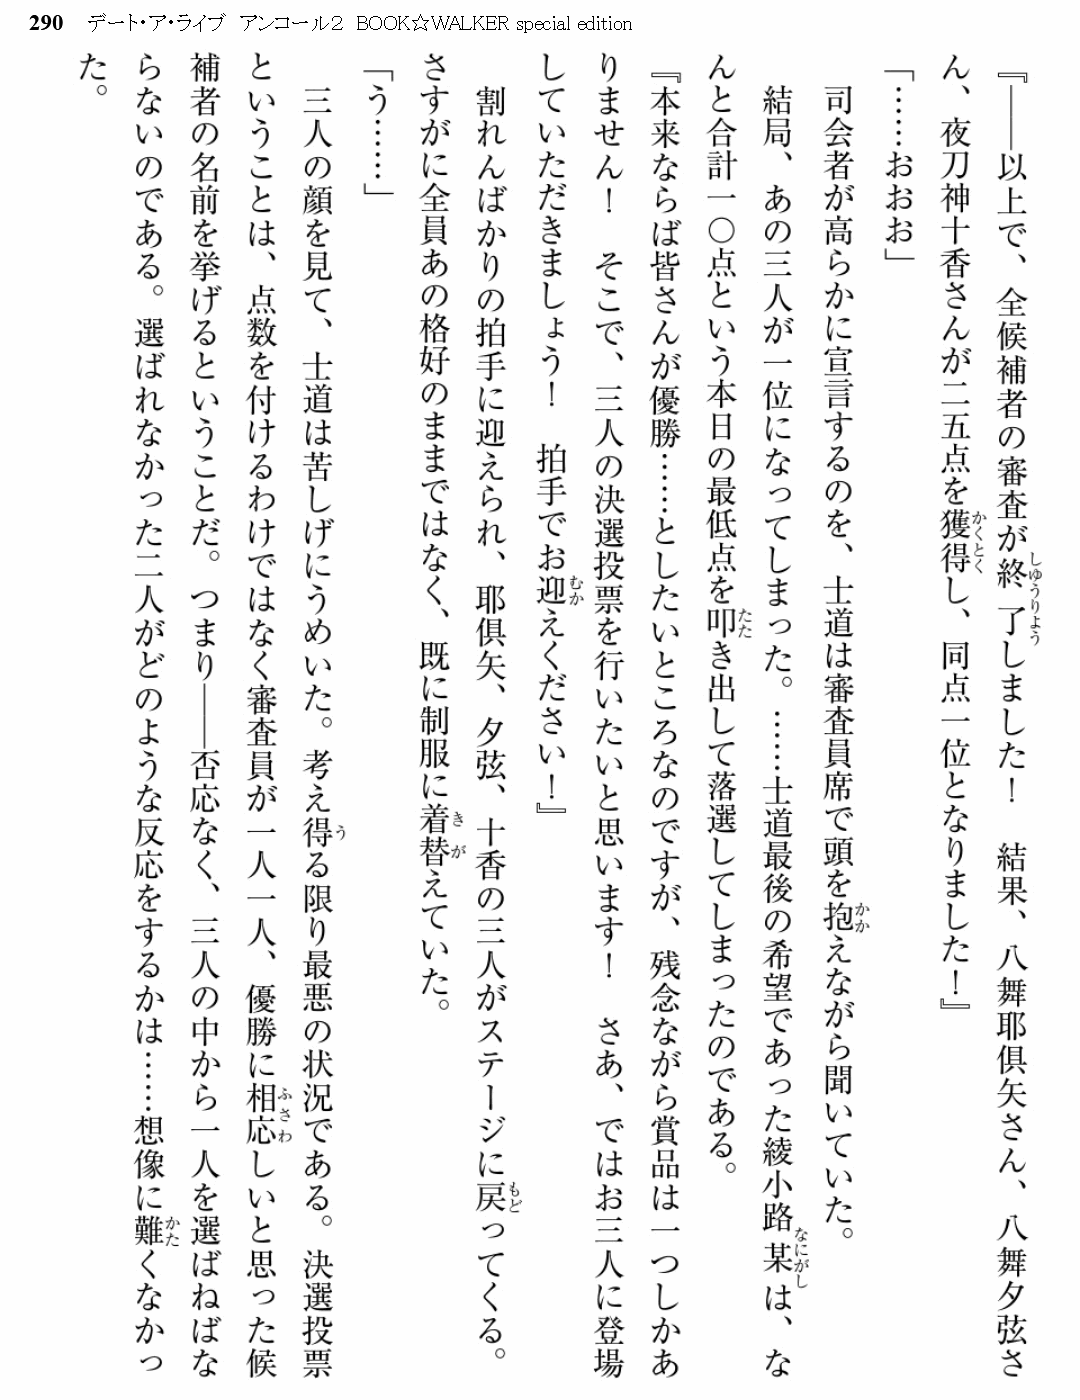 290 デート・ア・ライブ アンコール2 BOOK☆WALKER special edition
『――以上で、全候補者の審査が終了しました！　結果、八舞耶倶矢さん、八舞夕弦さ
ん、夜刀神十香さんが二五点を獲得し、同点一位となりました！』
「……おおお」
　司会者が高らかに宣言するのを、士道は審査員席で頭を抱えながら聞いていた。
　結局、あの三人が一位になってしまった。……士道最後の希望であった綾小路某は、な
んと合計一〇点という本日の最低点を叩き出して落選してしまったのである。
『本来ならば皆さんが優勝……としたいところなのですが、残念ながら賞品は一つしかあ
りません！　そこで、三人の決選投票を行いたいと思います！　さあ、ではお三人に登場
していただきましょう！　拍手でお迎えください！』
　割れんばかりの拍手に迎えられ、耶倶矢、夕弦、十香の三人がステージに戻ってくる。
さすがに全員あの格好のままではなく、既に制服に着替えていた。
「う……」
　三人の顔を見て、士道は苦しげにうめいた。考え得る限り最悪の状況である。決選投票
ということは、点数を付けるわけではなく審査員が一人一人、優勝に相応しいと思った候
補者の名前を挙げるということだ。つまり――否応なく、三人の中から一人を選ばねばな
らないのである。選ばれなかった二人がどのような反応をするかは……想像に難くなかっ
た。